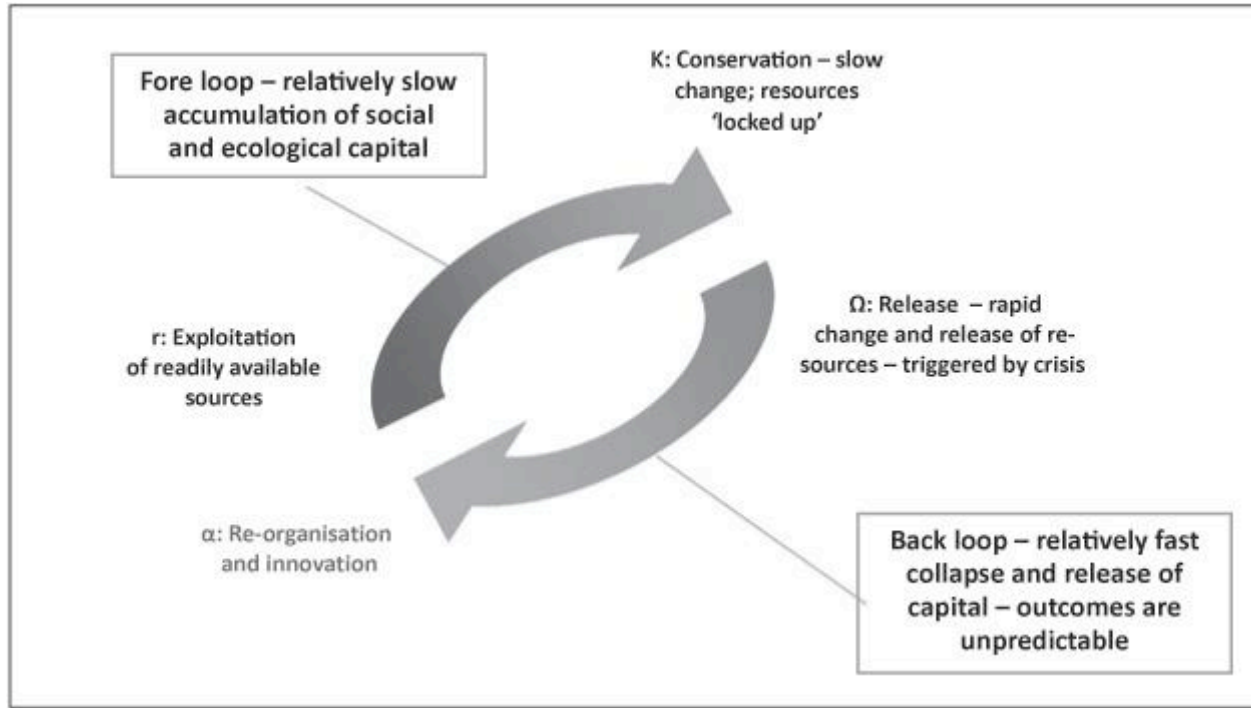 Fore loop – relatively slow
accumulation of social
and ecological capital
K: Conservation – slow
change; resources
‘locked up’
r: Exploitation
of readily available
sources
Ω: Release – rapid
change and release of re-
sources – triggered by crisis
α: Re-organisation
and innovation
Back loop – relatively fast
collapse and release of
capital – outcomes are
unpredictable